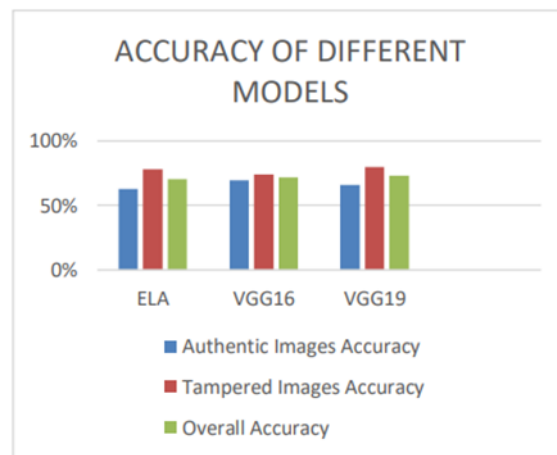 ACCURACY OF DIFFERENT
MODELS
100%
50%
0%
ELA VGG16 VGG19
Authentic Images Accuracy
Tampered Images Accuracy
Overall Accuracy